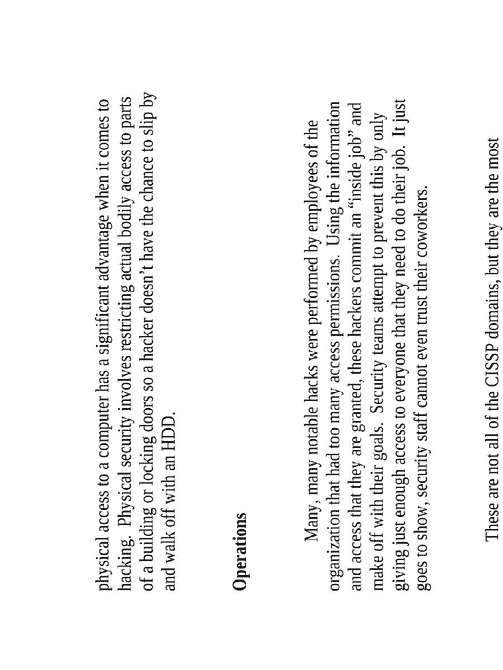 physical access to a computer has a significant advantage when it comes to
hacking.  Physical security involves restricting actual bodily access to parts
of a building or locking doors so a hacker doesn't have the chance to slip by
and walk off with an HDD.
Operations
Many, many notable hacks were performed by employees of the
organization that had too many access permissions.  Using the information
and access that they are granted, these hackers commit an “inside job” and
make off with their goals.  Security teams attempt to prevent this by only
giving just enough access to everyone that they need to do their job.  It just
goes to show, security staff cannot even trust their coworkers.
These are not all of the CISSP domains, but they are the most